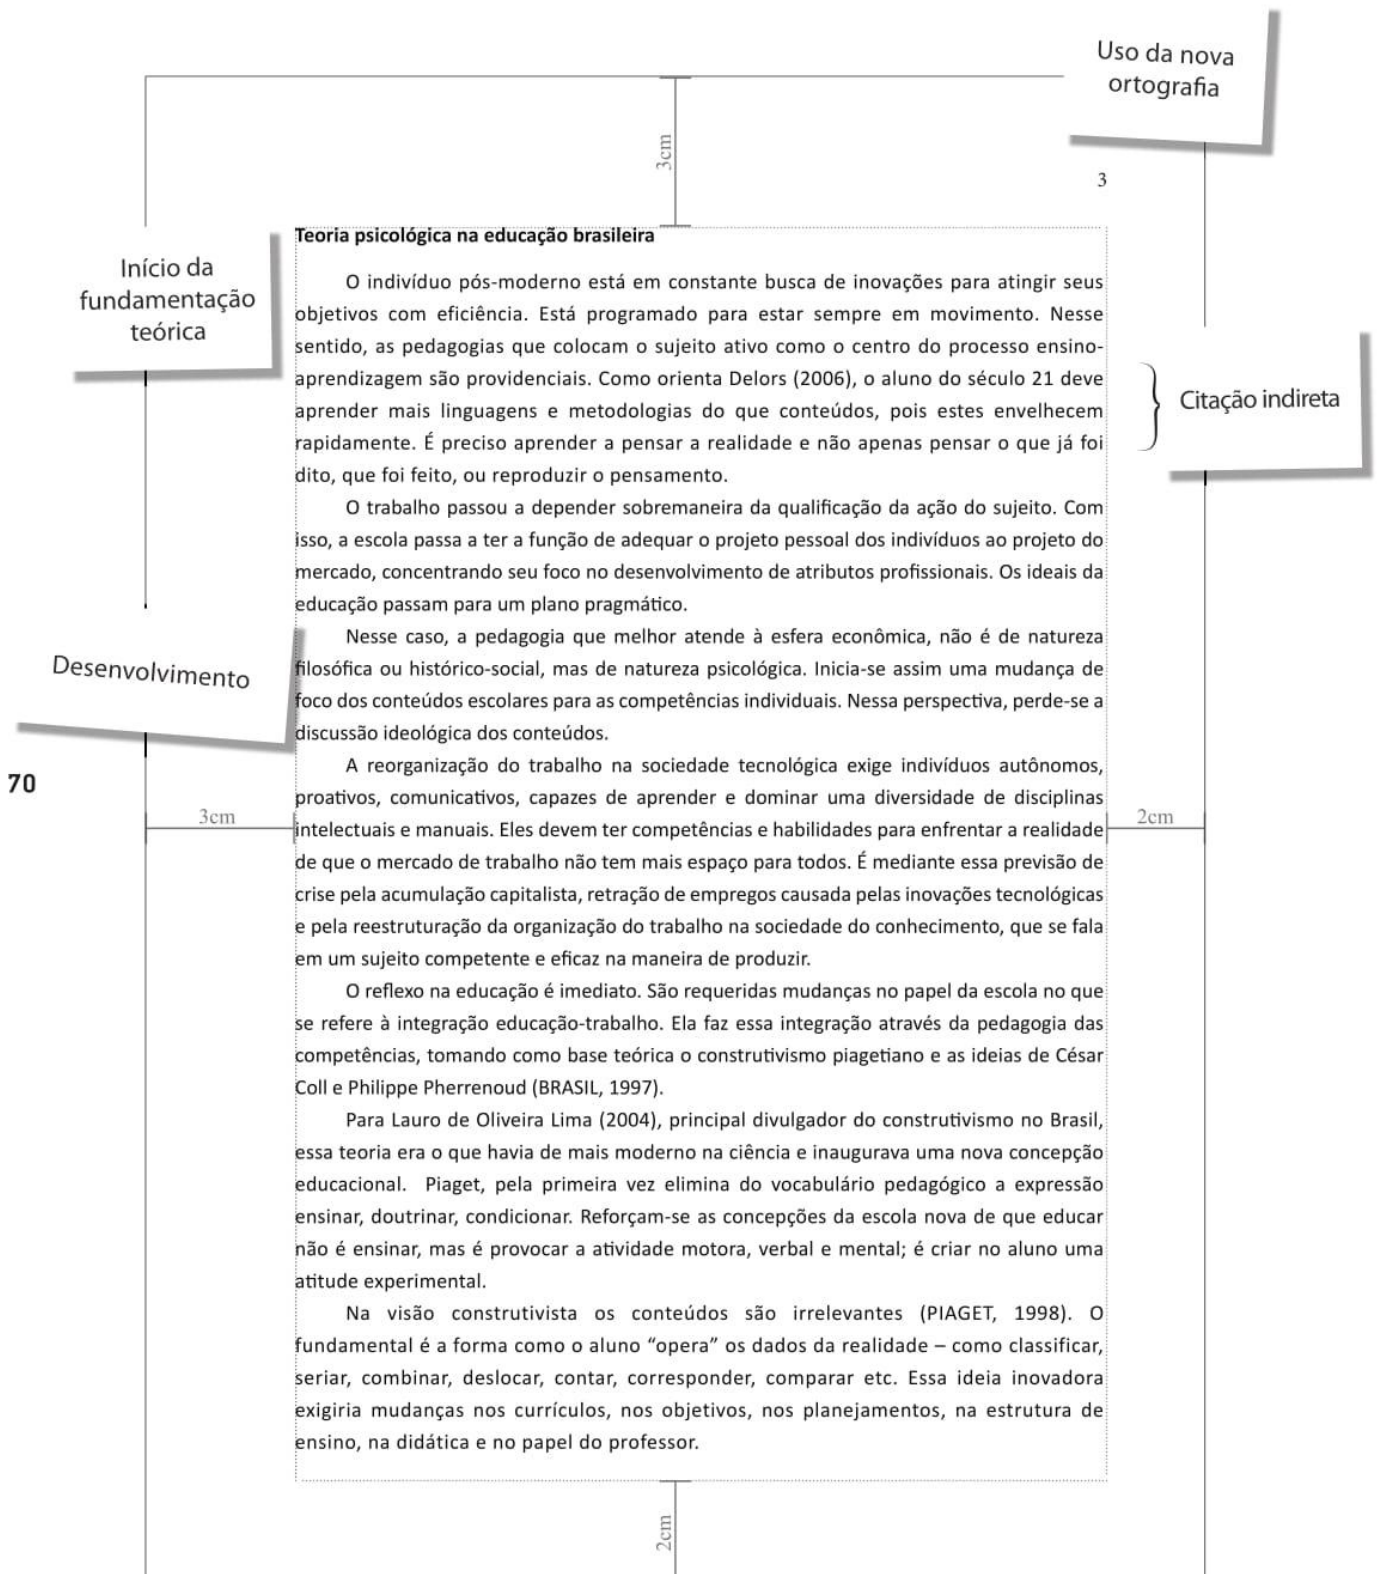 Uso da nova
ortografia
3cm
3
Início da
fundamentação
teórica
Teoria psicológica na educação brasileira
O indivíduo pós-moderno está em constante busca de inovações para atingir seus
objetivos com eficiência. Está programado para estar sempre em movimento. Nesse
sentido, as pedagogias que colocam o sujeito ativo como o centro do processo ensino-
aprendizagem são providenciais. Como orienta Delors (2006), o aluno do século 21 deve
aprender mais linguagens e metodologias do que conteúdos, pois estes envelhecem
rapidamente. É preciso aprender a pensar a realidade e não apenas pensar o que já foi
dito, que foi feito, ou reproduzir o pensamento.
Citação indireta
O trabalho passou a depender sobremaneira da qualificação da ação do sujeito. Com
isso, a escola passa a ter a função de adequar o projeto pessoal dos indivíduos ao projeto do
mercado, concentrando seu foco no desenvolvimento de atributos profissionais. Os ideais da
educação passam para um plano pragmático.
Desenvolvimento
Nesse caso, a pedagogia que melhor atende à esfera econômica, não é de natureza
filosófica ou histórico-social, mas de natureza psicológica. Inicia-se assim uma mudança de
foco dos conteúdos escolares para as competências individuais. Nessa perspectiva, perde-se a
discussão ideológica dos conteúdos.
70
A reorganização do trabalho na sociedade tecnológica exige indivíduos autônomos,
proativos, comunicativos, capazes de aprender e dominar uma diversidade de disciplinas
3cm
2cm
intelectuais e manuais. Eles devem ter competências e habilidades para enfrentar a realidade
de que o mercado de trabalho não tem mais espaço para todos. É mediante essa previsão de
crise pela acumulação capitalista, retração de empregos causada pelas inovações tecnológicas
e pela reestruturação da organização do trabalho na sociedade do conhecimento, que se fala
em um sujeito competente e eficaz na maneira de produzir.
O reflexo na educação é imediato. São requeridas mudanças no papel da escola no que
se refere à integração educação-trabalho. Ela faz essa integração através da pedagogia das
competências, tomando como base teórica o construtivismo piagetiano e as ideias de César
Coll e Philippe Pherrenoud (BRASIL, 1997).
Para Lauro de Oliveira Lima (2004), principal divulgador do construtivismo no Brasil,
essa teoria era o que havia de mais moderno na ciência e inaugurava uma nova concepção
educacional. Piaget, pela primeira vez elimina do vocabulário pedagógico a expressão
ensinar, doutrinar, condicionar. Reforçam-se as concepções da escola nova de que educar
não é ensinar, mas é provocar a atividade motora, verbal e mental; é criar no aluno uma
atitude experimental.
Na visão construtivista os conteúdos são irrelevantes (PIAGET, 1998). O
fundamental é a forma como o aluno “opera” os dados da realidade – como classificar,
seriar, combinar, deslocar, contar, corresponder, comparar etc. Essa ideia inovadora
exigiria mudanças nos currículos, nos objetivos, nos planejamentos, na estrutura de
ensino, na didática e no papel do professor.
2cm